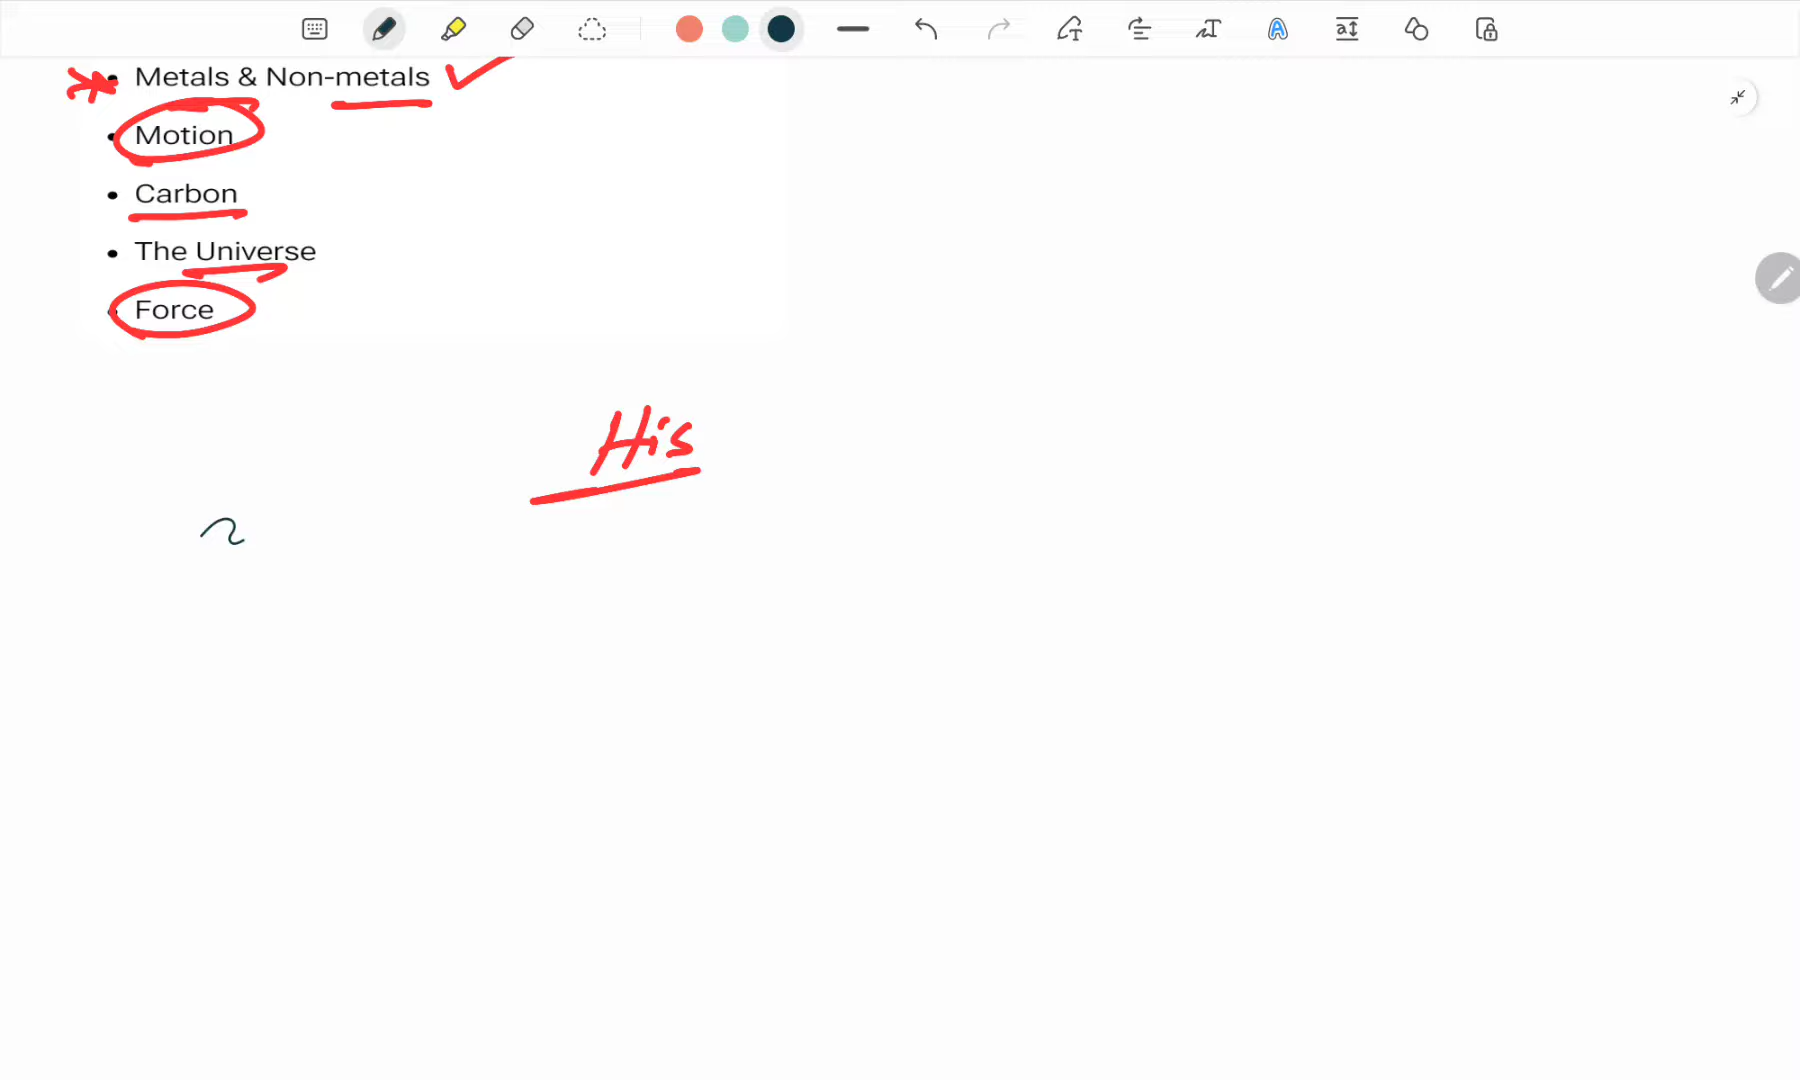 Metals & Non-metals
Motion
Carbon
The Universe
Force
His